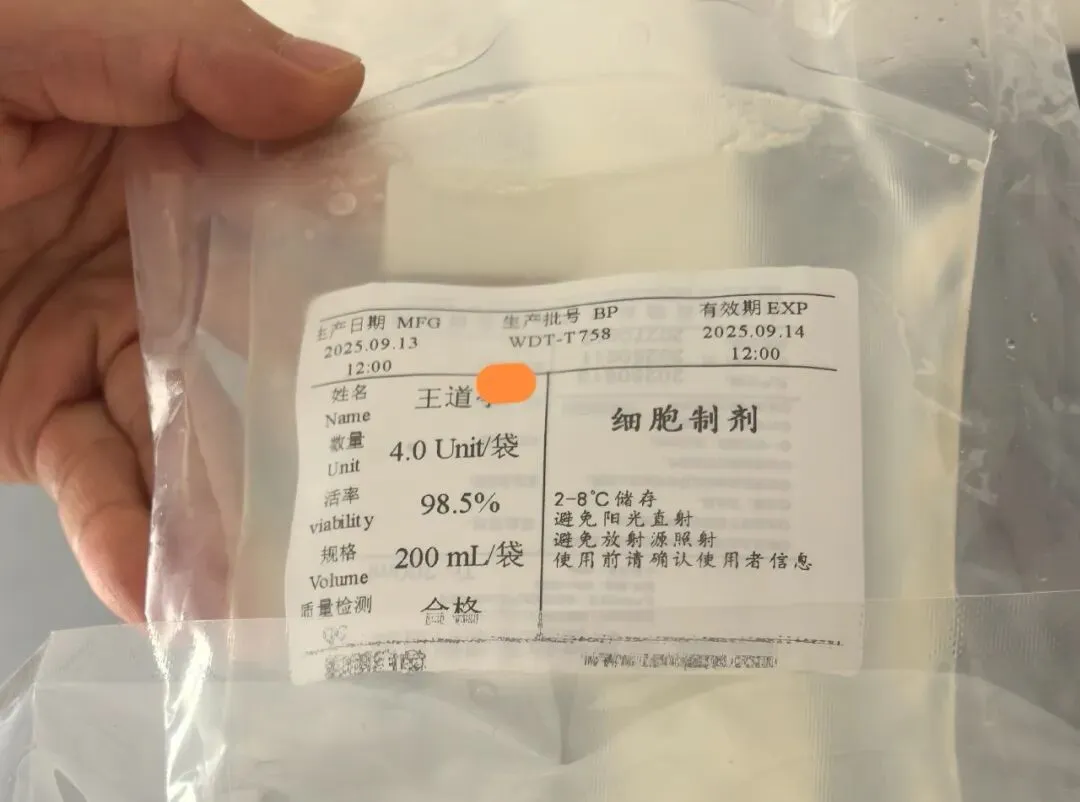 生产日期 MFG
2025.09.13
12:00
生产批号 BP
WDT-T758
有效期 EXP
2025.09.14
12:00
姓名
Name
王道
数量
Unit
4.0 Unit/袋
活率
viability
98.5%
规格
Volume
200 mL/袋
质量检测
QC
合格
细胞制剂
2-8℃储存
避免阳光直射
避免放射源照射
使用前请确认使用者信息